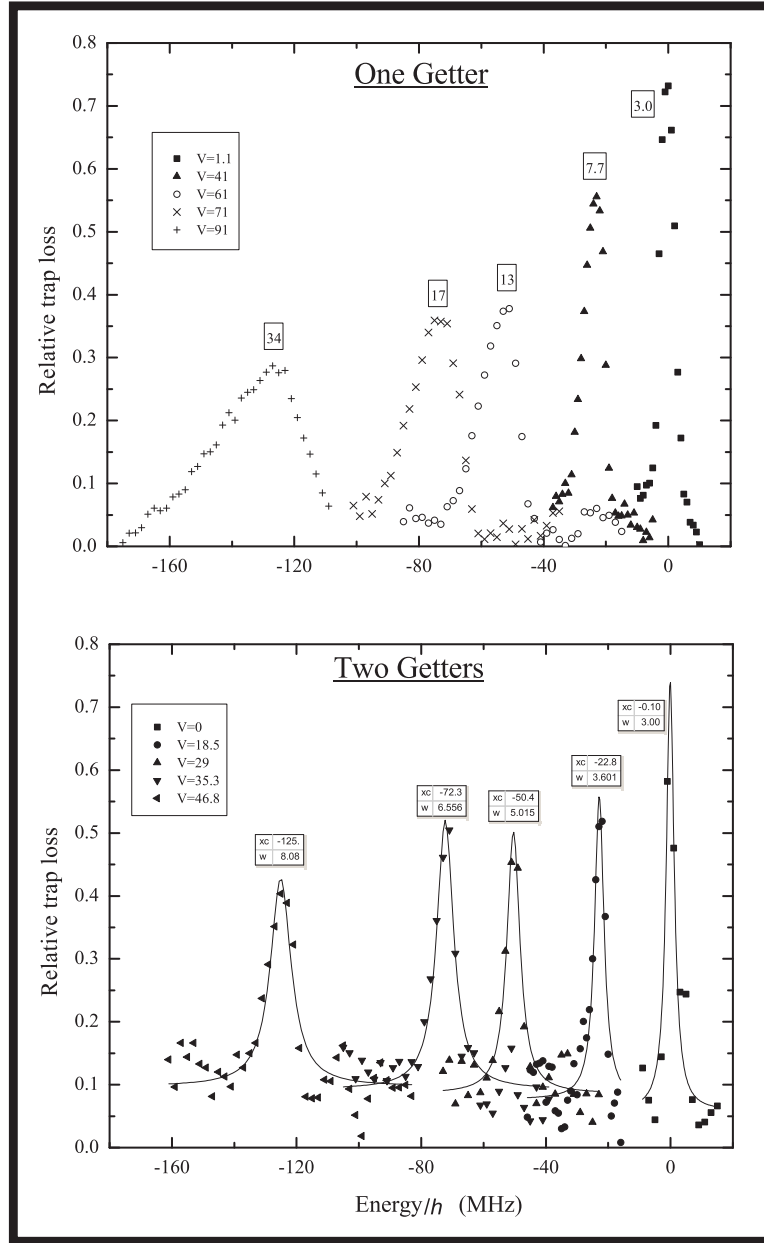 One Getter
0.8
0.7
0.6
0.5
0.4
0.3
0.2
0.1
0.0
Relative trap loss
V=1.1
V=41
V=61
V=71
V=91
34
17
13
7.7
3.0
-160
-120
-80
-40
0
Two Getters
0.8
0.7
0.6
0.5
0.4
0.3
0.2
0.1
0.0
Relative trap loss
V=0
V=18.5
V=29
V=35.3
V=46.8
xc -125.
w 8.08
xc -72.3
w 6.556
xc -50.4
w 5.015
xc -22.8
w 3.601
xc -0.10
w 3.00
-160
-120
-80
-40
0
Energy/h (MHz)